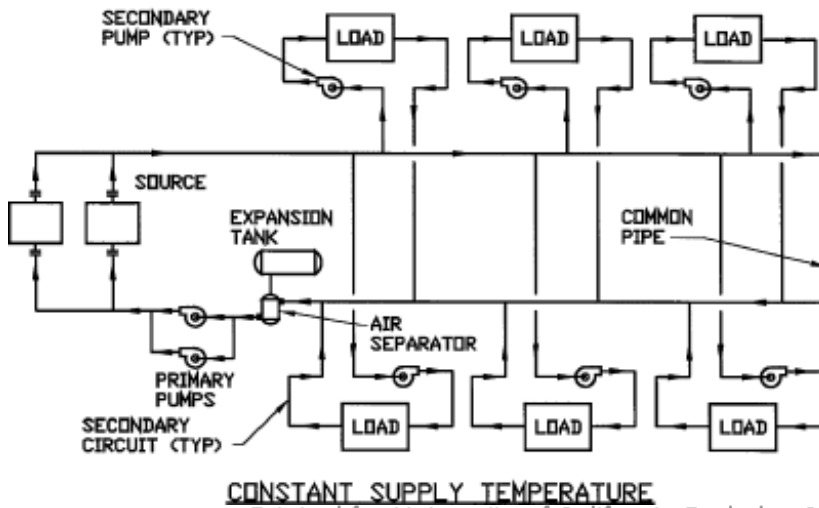 SECONDARY
PUMP (TYP)
LOAD
LOAD
LOAD
SOURCE
EXPANSION
TANK
COMMON
PIPE
AIR
SEPARATOR
PRIMARY
PUMPS
SECONDARY
CIRCUIT (TYP)
LOAD
LOAD
LOAD
CONSTANT SUPPLY TEMPERATURE